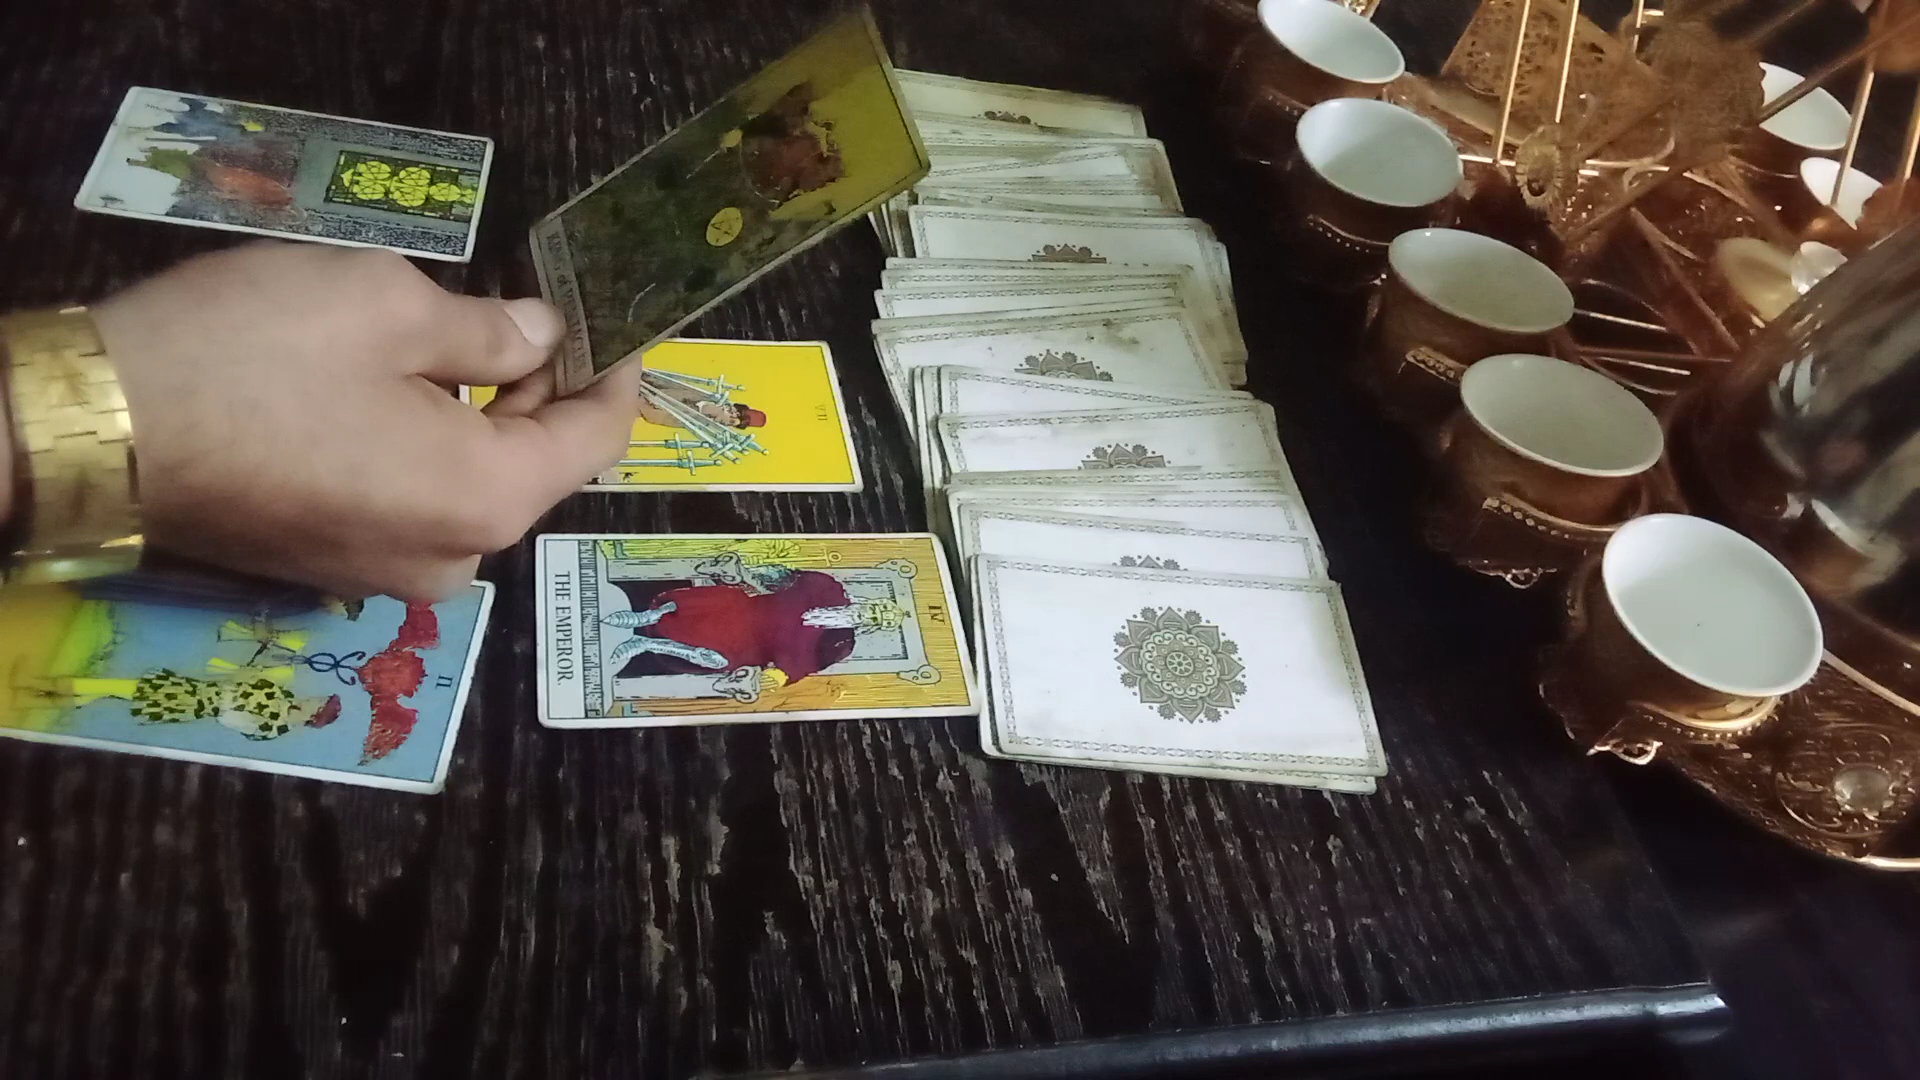 KING of PENTACLES
VII
THE EMPEROR.
IV
II